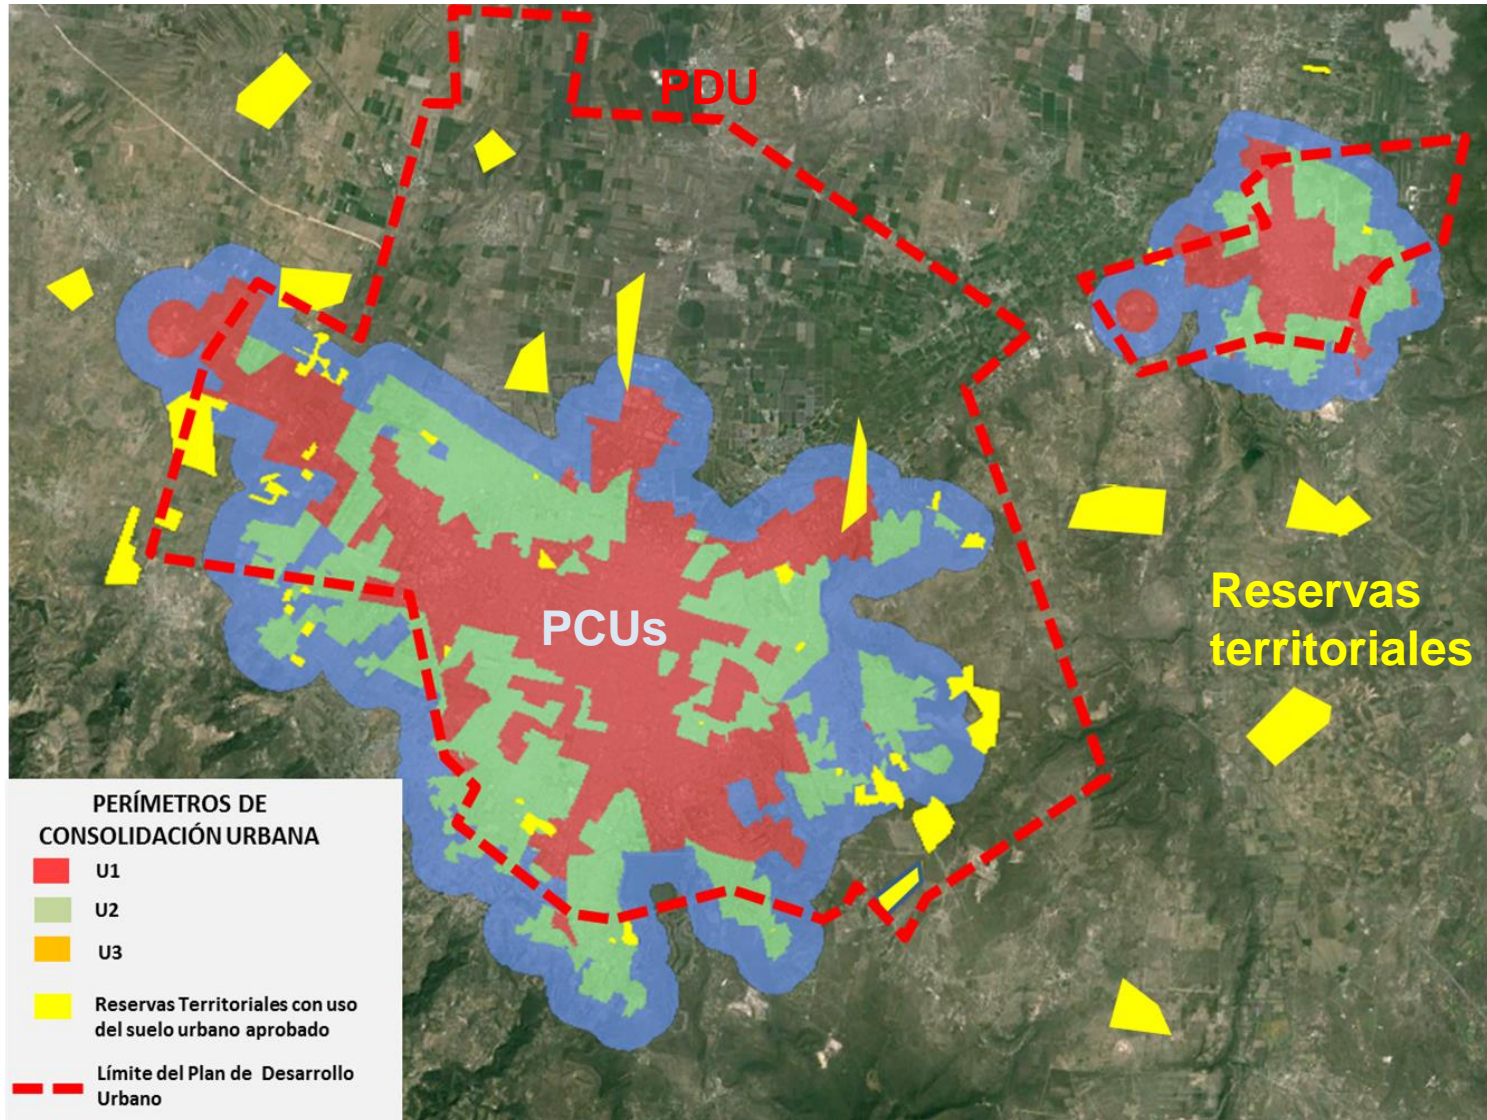 PDU
PCUs
Reservas
territoriales
PERÍMETROS DE
CONSOLIDACIÓN URBANA
U1
U2
U3
Reservas Territoriales con uso
del suelo urbano aprobado
Límite del Plan de Desarrollo
Urbano